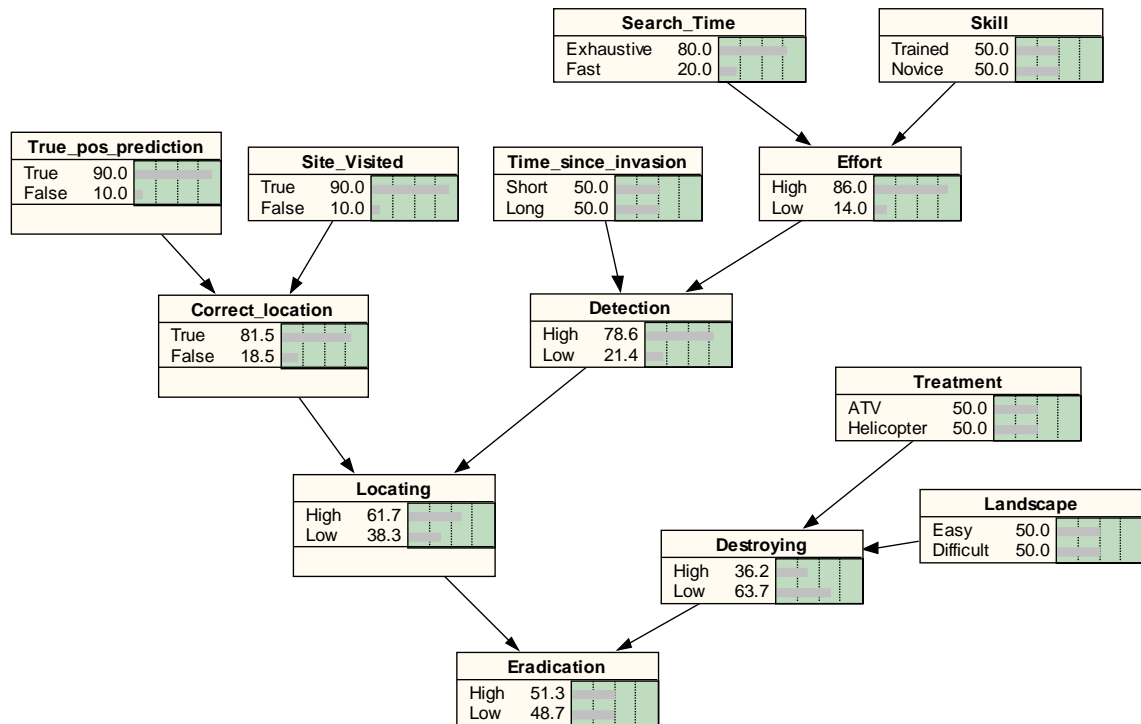 Search_Time
Exhaustive 80.0
Fast 20.0
Skill
Trained 50.0
Novice 50.0
True_pos_prediction
True 90.0
False 10.0
Site_Visited
True 90.0
False 10.0
Time_since_invasion
Short 50.0
Long 50.0
Effort
High 86.0
Low 14.0
Correct_location
True 81.5
False 18.5
Detection
High 78.6
Low 21.4
Treatment
ATV 50.0
Helicopter 50.0
Locating
High 61.7
Low 38.3
Landscape
Easy 50.0
Difficult 50.0
Destroying
High 36.2
Low 63.7
Eradication
High 51.3
Low 48.7